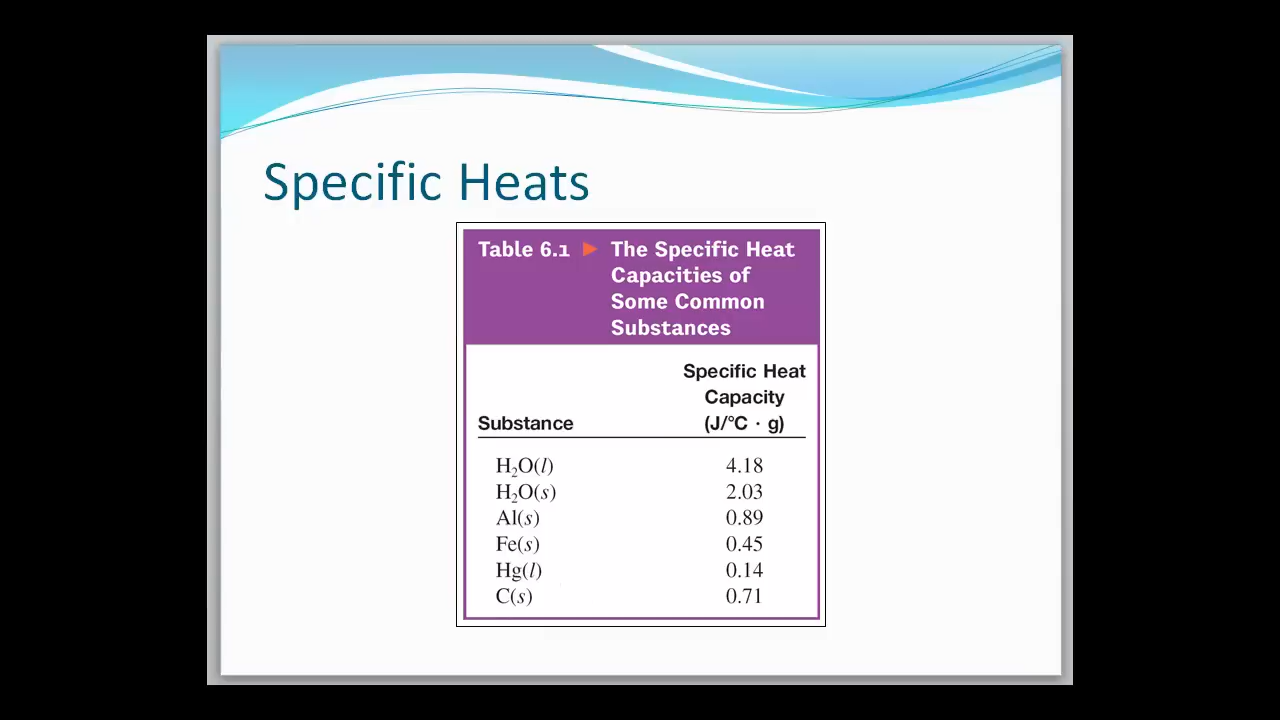 Specific Heats
Table 6.1 ▶ The Specific Heat
Capacities of
Some Common
Substances
Specific Heat
Capacity
Substance (J/°C · g)
H₂O(l) 4.18
H₂O(s) 2.03
Al(s) 0.89
Fe(s) 0.45
Hg(l) 0.14
C(s) 0.71